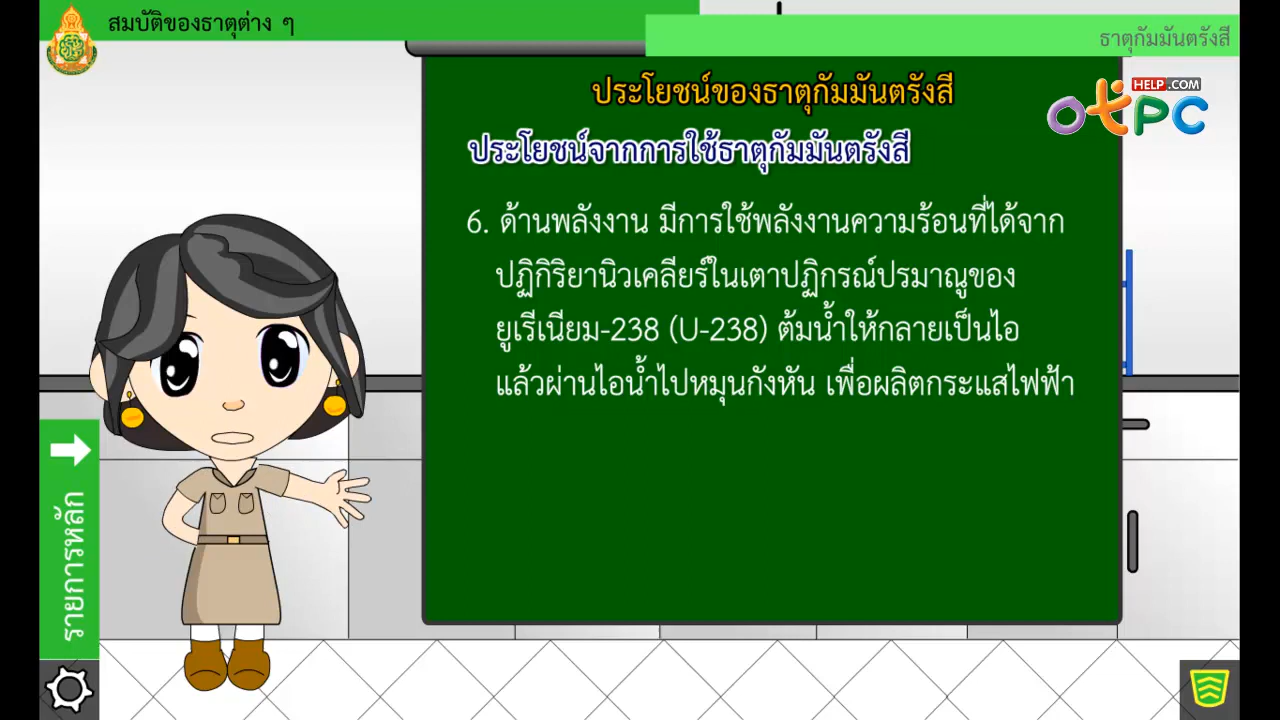 สมบัติของธาตุต่าง ๆ
ธาตุกัมมันตรังสี
ประโยชน์ของธาตุกัมมันตรังสี
HELP.COM
otPC
ประโยชน์จากการใช้ธาตุกัมมันตรังสี
6. ด้านพลังงาน มีการใช้พลังงานความร้อนที่ได้จาก
ปฏิกิริยานิวเคลียร์ในเตาปฏิกรณ์ปรมาณูของ
ยูเรีเนียม-238 (U-238) ต้มน้ำให้กลายเป็นไอ
แล้วผ่านไอน้ำไปหมุนกังหัน เพื่อผลิตกระแสไฟฟ้า
รายการหลัก